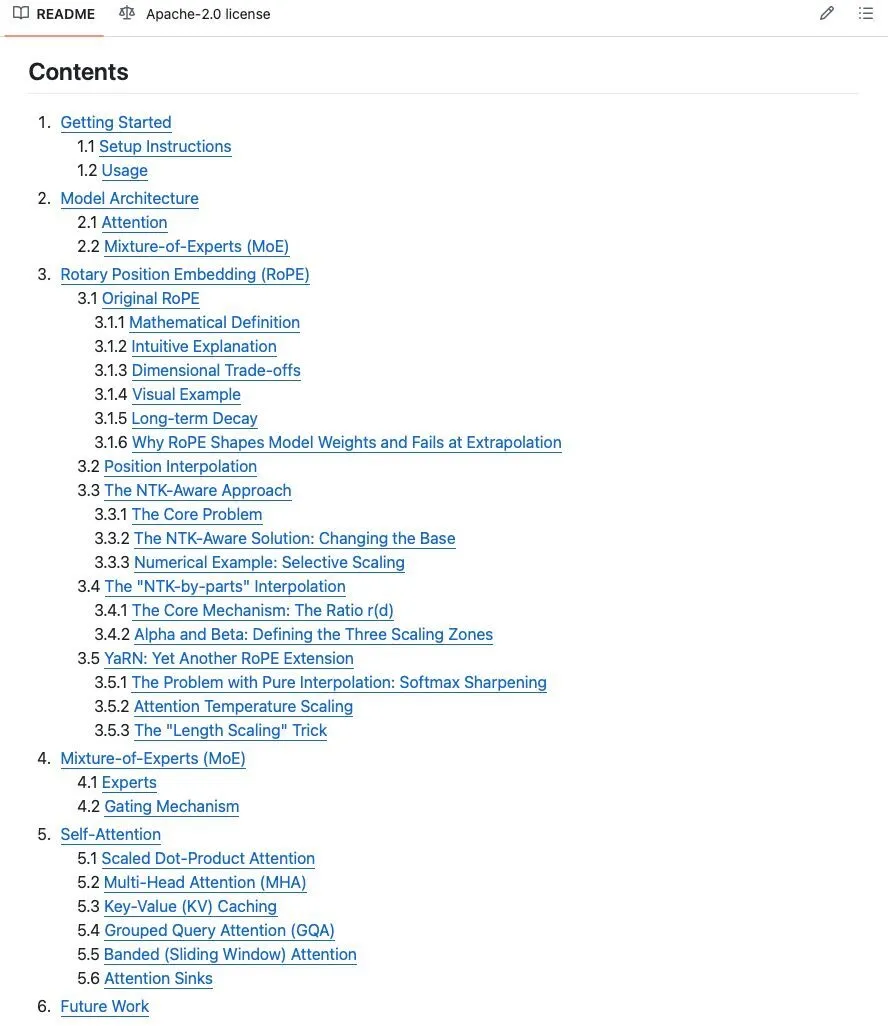 README Apache-2.0 license
Contents
1. Getting Started
1.1 Setup Instructions
1.2 Usage
2. Model Architecture
2.1 Attention
2.2 Mixture-of-Experts (MoE)
3. Rotary Position Embedding (RoPE)
3.1 Original RoPE
3.1.1 Mathematical Definition
3.1.2 Intuitive Explanation
3.1.3 Dimensional Trade-offs
3.1.4 Visual Example
3.1.5 Long-term Decay
3.1.6 Why RoPE Shapes Model Weights and Fails at Extrapolation
3.2 Position Interpolation
3.3 The NTK-Aware Approach
3.3.1 The Core Problem
3.3.2 The NTK-Aware Solution: Changing the Base
3.3.3 Numerical Example: Selective Scaling
3.4 The "NTK-by-parts" Interpolation
3.4.1 The Core Mechanism: The Ratio r(d)
3.4.2 Alpha and Beta: Defining the Three Scaling Zones
3.5 YaRN: Yet Another RoPE Extension
3.5.1 The Problem with Pure Interpolation: Softmax Sharpening
3.5.2 Attention Temperature Scaling
3.5.3 The "Length Scaling" Trick
4. Mixture-of-Experts (MoE)
4.1 Experts
4.2 Gating Mechanism
5. Self-Attention
5.1 Scaled Dot-Product Attention
5.2 Multi-Head Attention (MHA)
5.3 Key-Value (KV) Caching
5.4 Grouped Query Attention (GQA)
5.5 Banded (Sliding Window) Attention
5.6 Attention Sinks
6. Future Work